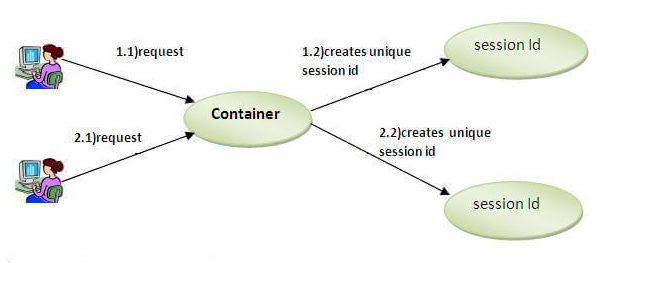 1.1)request
1.2)creates unique
session id
session Id
Container
2.1)request
2.2)creates unique
session id
session Id